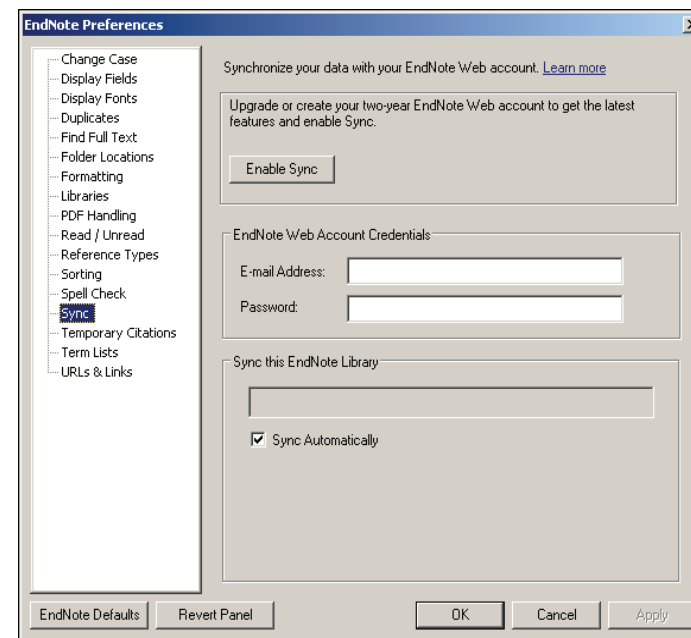 EndNote Preferences
Change Case
Display Fields
Display Fonts
Duplicates
Find Full Text
Folder Locations
Formatting
Libraries
PDF Handling
Read / Unread
Reference Types
Sorting
Spell Check
Sync
Temporary Citations
Term Lists
URLs & Links
Synchronize your data with your EndNote Web account. Learn more
Upgrade or create your two-year EndNote Web account to get the latest
features and enable Sync.
Enable Sync
EndNote Web Account Credentials
E-mail Address:
Password:
Sync this EndNote Library
Sync Automatically
EndNote Defaults
Revert Panel
OK
Cancel
Apply